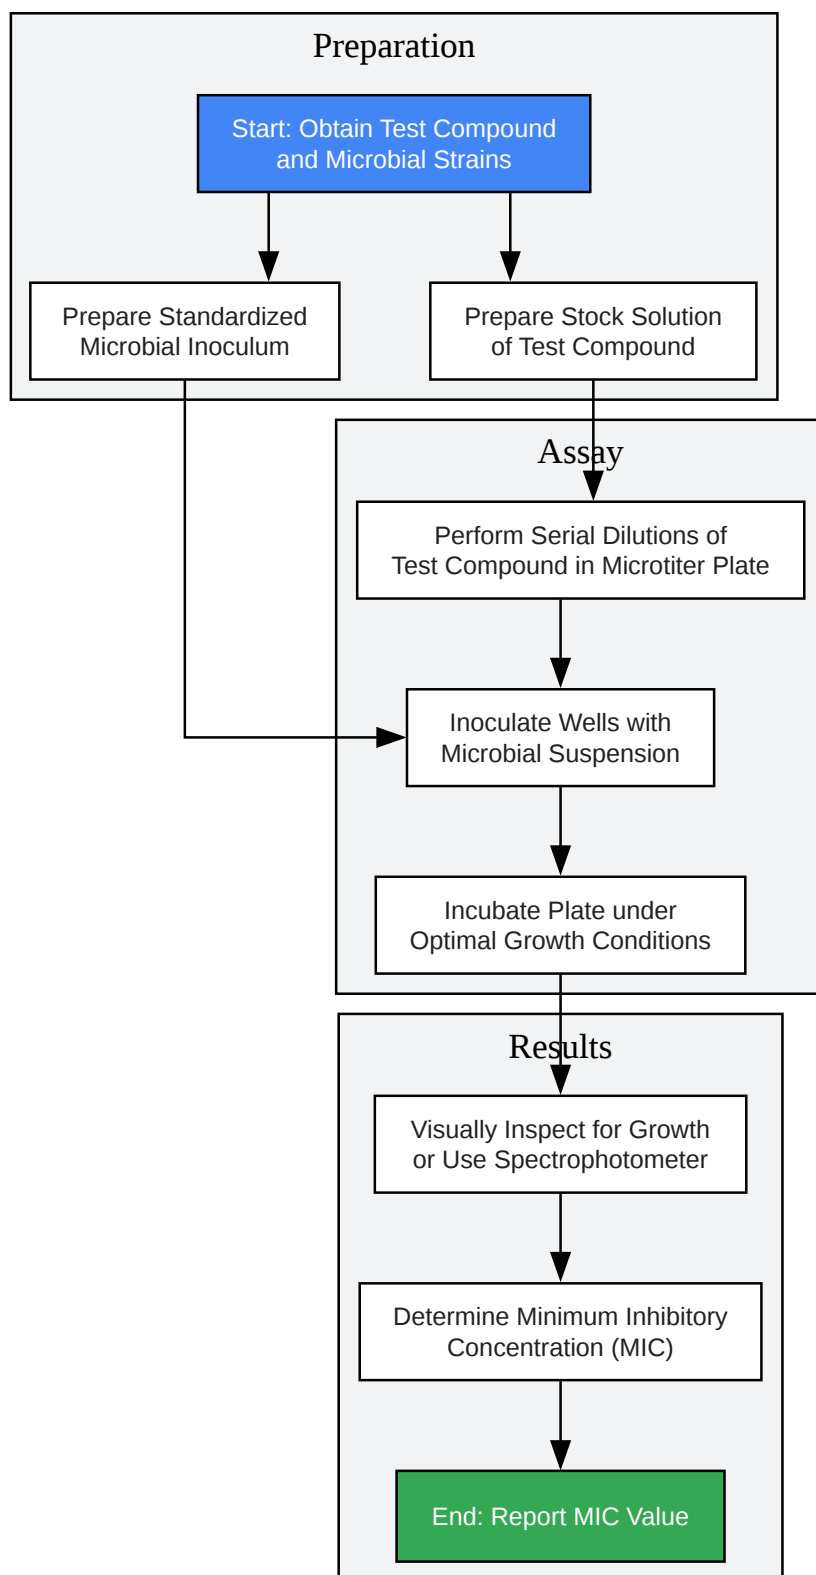 Preparation
Start: Obtain Test Compound
and Microbial Strains
Prepare Standardized
Microbial Inoculum
Prepare Stock Solution
of Test Compound
Assay
Perform Serial Dilutions of
Test Compound in Microtiter Plate
Inoculate Wells with
Microbial Suspension
Incubate Plate under
Optimal Growth Conditions
Results
Visually Inspect for Growth
or Use Spectrophotometer
Determine Minimum Inhibitory
Concentration (MIC)
End: Report MIC Value